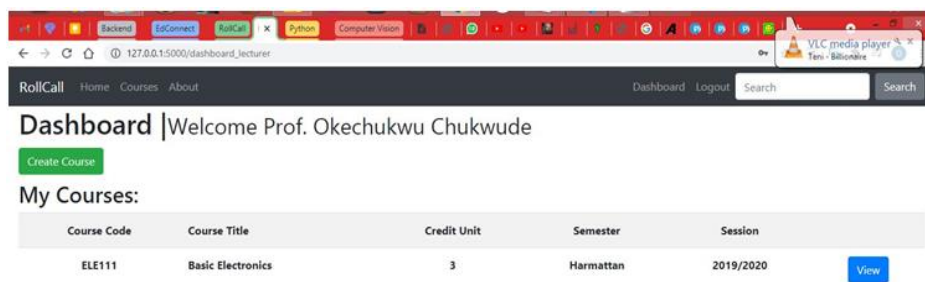 Backend EdConnect RollCall x Python Computer Vision
VLC media player
Teni - Billionaire
127.0.0.1:5000/dashboard_lecturer
RollCall Home Courses About Dashboard Logout Search Search
Dashboard |Welcome Prof. Okechukwu Chukwude
Create Course
My Courses:
Course Code Course Title Credit Unit Semester Session
ELE111 Basic Electronics 3 Harmattan 2019/2020 View